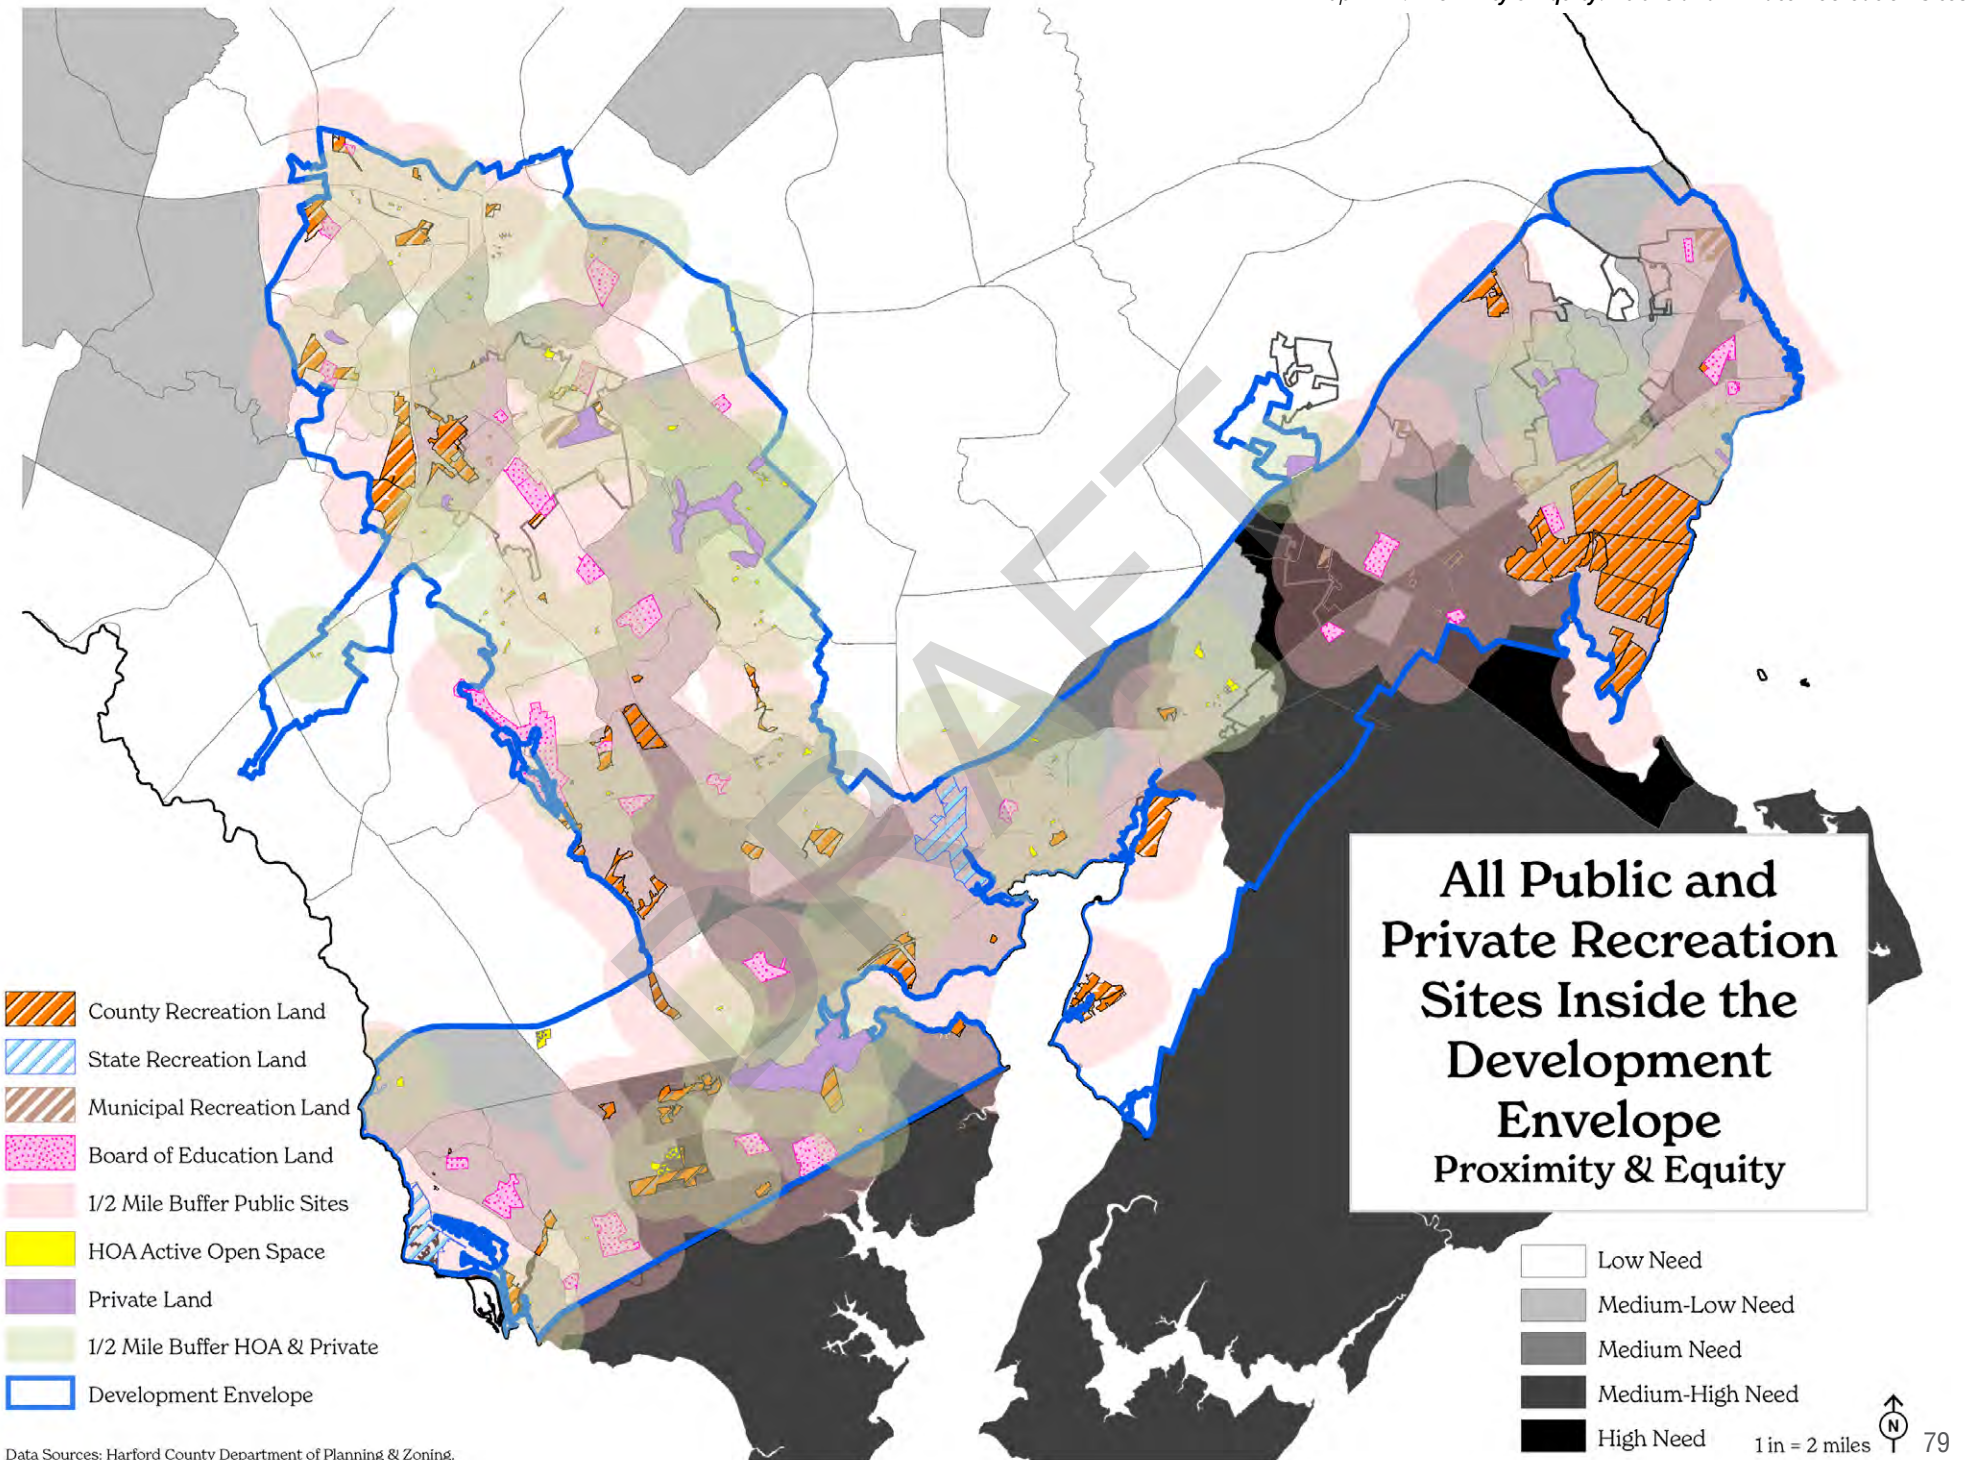 DRAFT
All Public and
Private Recreation
Sites Inside the
Development
Envelope
Proximity & Equity
County Recreation Land
State Recreation Land
Municipal Recreation Land
Board of Education Land
1/2 Mile Buffer Public Sites
HOA Active Open Space
Private Land
1/2 Mile Buffer HOA & Private
Development Envelope
Low Need
Medium-Low Need
Medium Need
Medium-High Need
High Need
1 in = 2 miles
N
79
Data Sources: Harford County Department of Planning & Zoning.